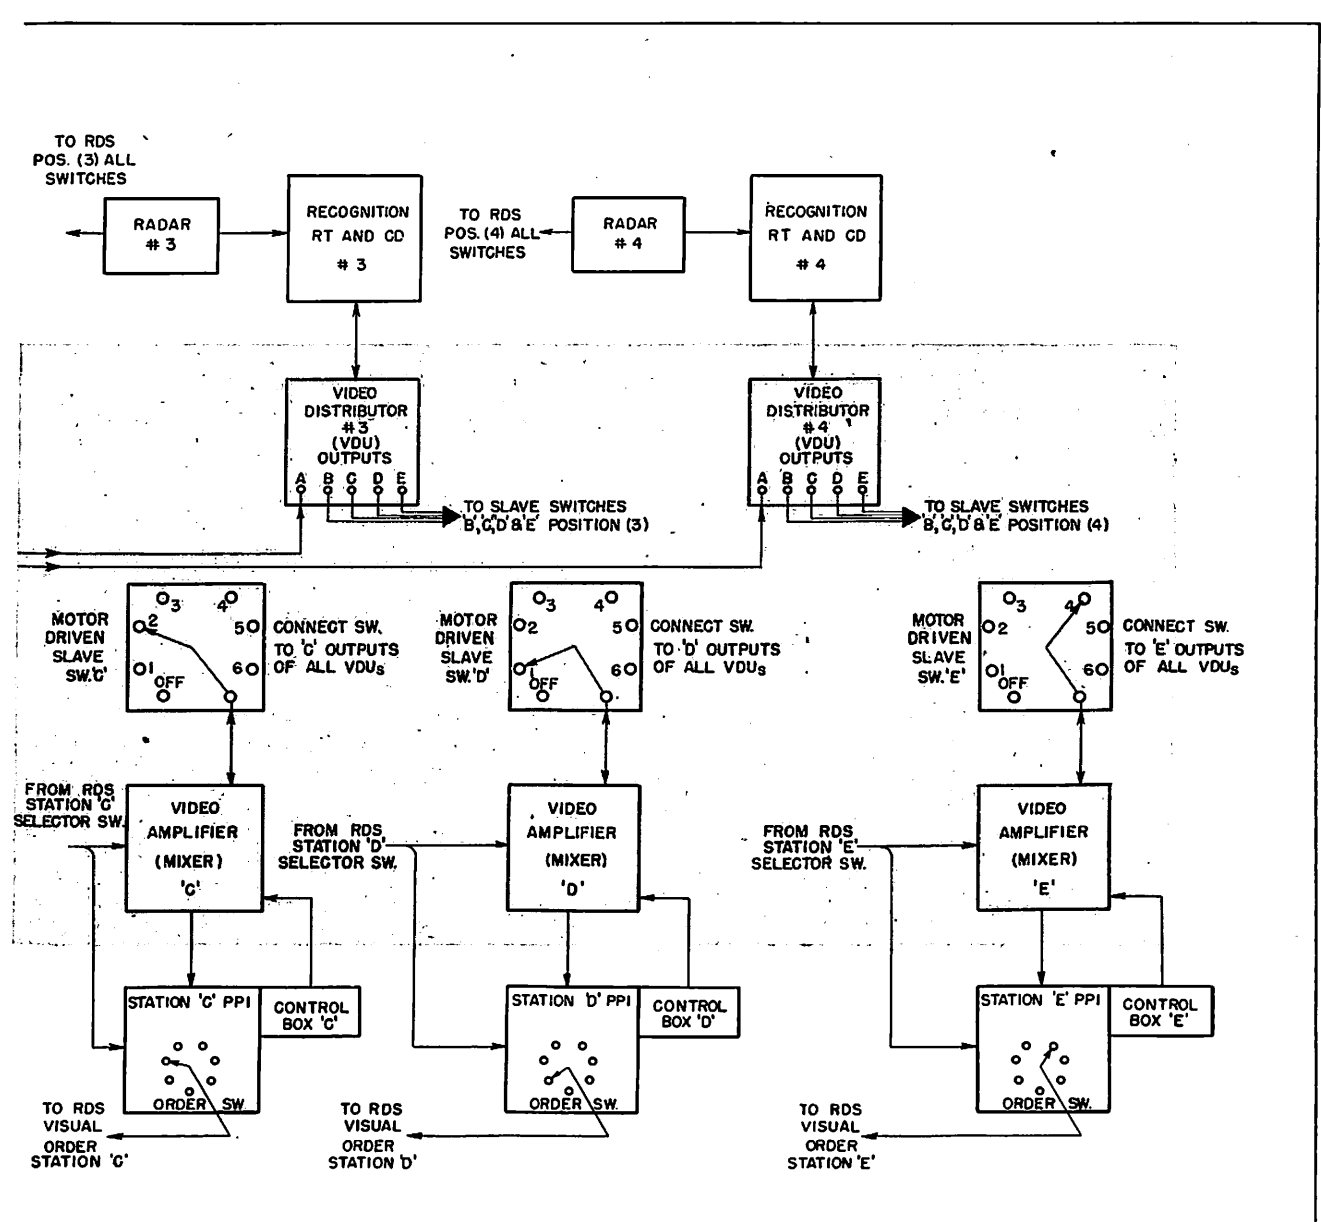 TO RDS
POS. (3) ALL
SWITCHES
RADAR
# 3
RECOGNITION
RT AND CD
# 3
TO RDS
POS. (4) ALL
SWITCHES
RADAR
# 4
RECOGNITION
RT AND CD
# 4
VIDEO
DISTRIBUTOR
#3
(VDU)
OUTPUTS
A B C D E
TO SLAVE SWITCHES
'B','C','D'&'E' POSITION (3)
VIDEO
DISTRIBUTOR
#4
(VDU)
OUTPUTS
A B C D E
TO SLAVE SWITCHES
'B','C','D'&'E' POSITION (4)
MOTOR
DRIVEN
SLAVE
SW.'C'
3 4
2 5
1 6
OFF
CONNECT SW.
TO 'C' OUTPUTS
OF ALL VDUs
MOTOR
DRIVEN
SLAVE
SW.'D'
3 4
2 5
1 6
OFF
CONNECT SW.
TO 'D' OUTPUTS
OF ALL VDUs
MOTOR
DRIVEN
SLAVE
SW.'E'
3 4
2 5
1 6
OFF
CONNECT SW.
TO 'E' OUTPUTS
OF ALL VDUs
FROM RDS
STATION 'C'
SELECTOR SW.
VIDEO
AMPLIFIER
(MIXER)
'C'
FROM RDS
STATION 'D'
SELECTOR SW.
VIDEO
AMPLIFIER
(MIXER)
'D'
FROM RDS
STATION 'E'
SELECTOR SW.
VIDEO
AMPLIFIER
(MIXER)
'E'
STATION 'C' PPI
ORDER SW.
CONTROL
BOX 'C'
STATION 'D' PPI
ORDER SW.
CONTROL
BOX 'D'
STATION 'E' PPI
ORDER SW.
CONTROL
BOX 'E'
TO RDS
VISUAL
ORDER
STATION 'C'
TO RDS
VISUAL
ORDER
STATION 'D'
TO RDS
VISUAL
ORDER
STATION 'E'